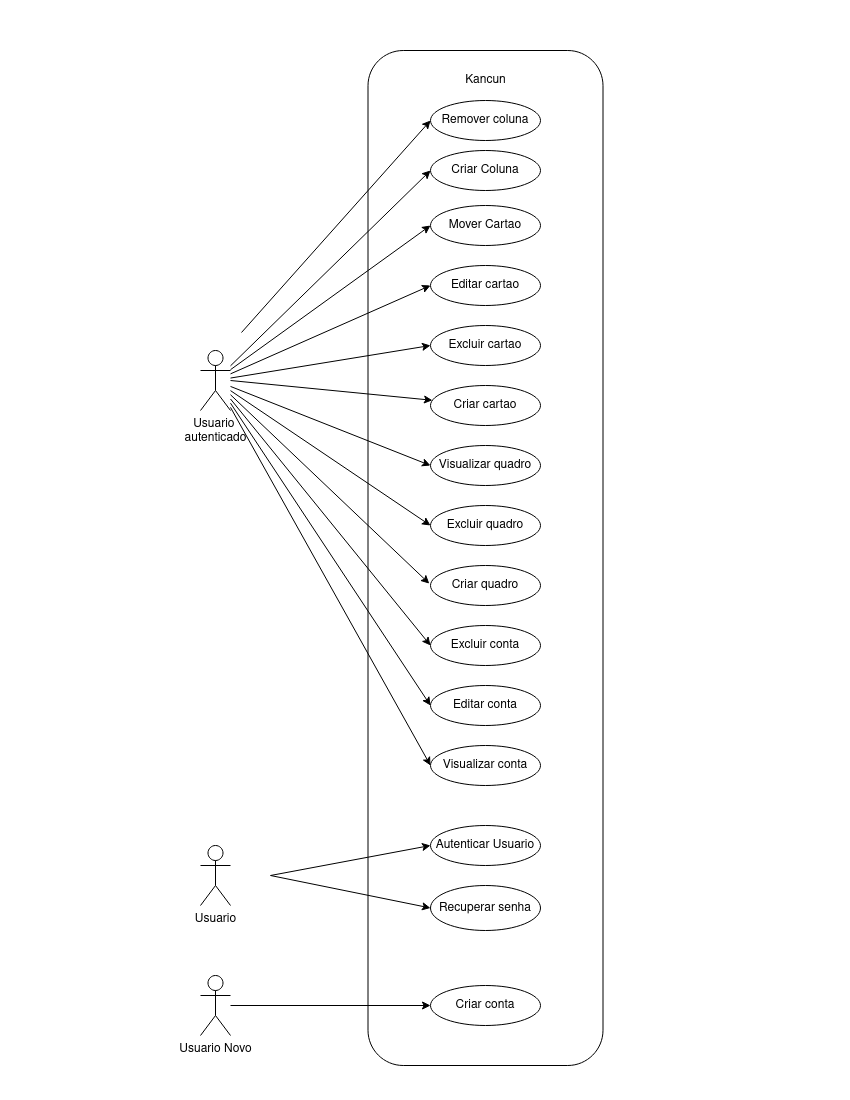 Kancun
Remover coluna
Criar Coluna
Mover Cartao
Editar cartao
Excluir cartao
Criar cartao
Usuario
autenticado
Visualizar quadro
Excluir quadro
Criar quadro
Excluir conta
Editar conta
Visualizar conta
Autenticar Usuario
Recuperar senha
Usuario
Criar conta
Usuario Novo